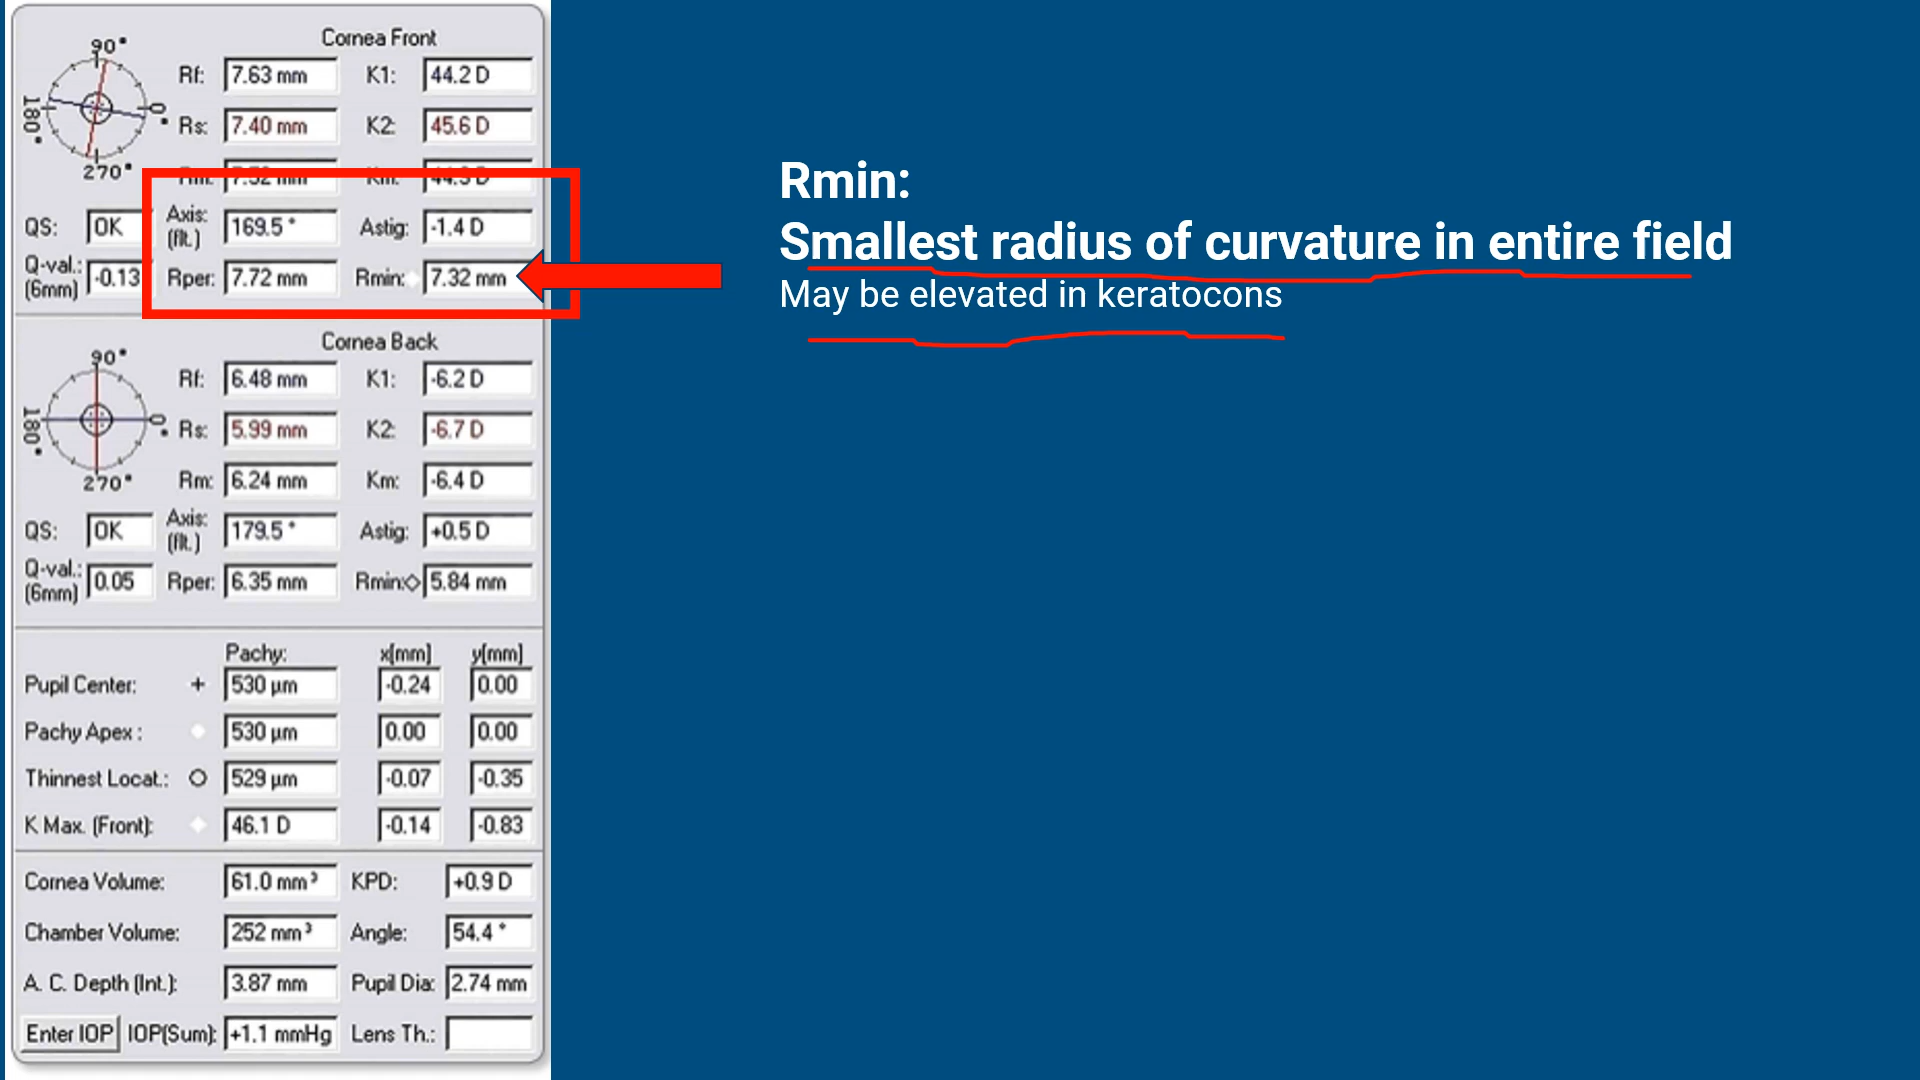 Cornea Front
90°
180°
0°
270°
Rf: 7.63 mm K1: 44.2 D
Rs: 7.40 mm K2: 45.6 D
Rm: 7.52 mm Km:
QS: OK Axis: (flt.) 169.5 ° Astig: -1.4 D
Q-val.: (6mm) -0.13 Rper: 7.72 mm Rmin: 7.32 mm
Cornea Back
90°
180°
0°
270°
Rf: 6.48 mm K1: -6.2 D
Rs: 5.99 mm K2: -6.7 D
Rm: 6.24 mm Km: -6.4 D
QS: OK Axis: (flt.) 179.5 ° Astig: +0.5 D
Q-val.: (6mm) 0.05 Rper: 6.35 mm Rmin: 5.84 mm
Pachy: x[mm] y[mm]
Pupil Center: + 530 µm -0.24 0.00
Pachy Apex : 530 µm 0.00 0.00
Thinnest Locat.: 529 µm -0.07 -0.35
K Max. (Front): 46.1 D -0.14 -0.83
Cornea Volume: 61.0 mm³ KPD: +0.9 D
Chamber Volume: 252 mm³ Angle: 54.4 °
A. C. Depth (Int.): 3.87 mm Pupil Dia: 2.74 mm
Enter IOP IOP(Sum): +1.1 mmHg Lens Th.:
Rmin:
Smallest radius of curvature in entire field
May be elevated in keratocons